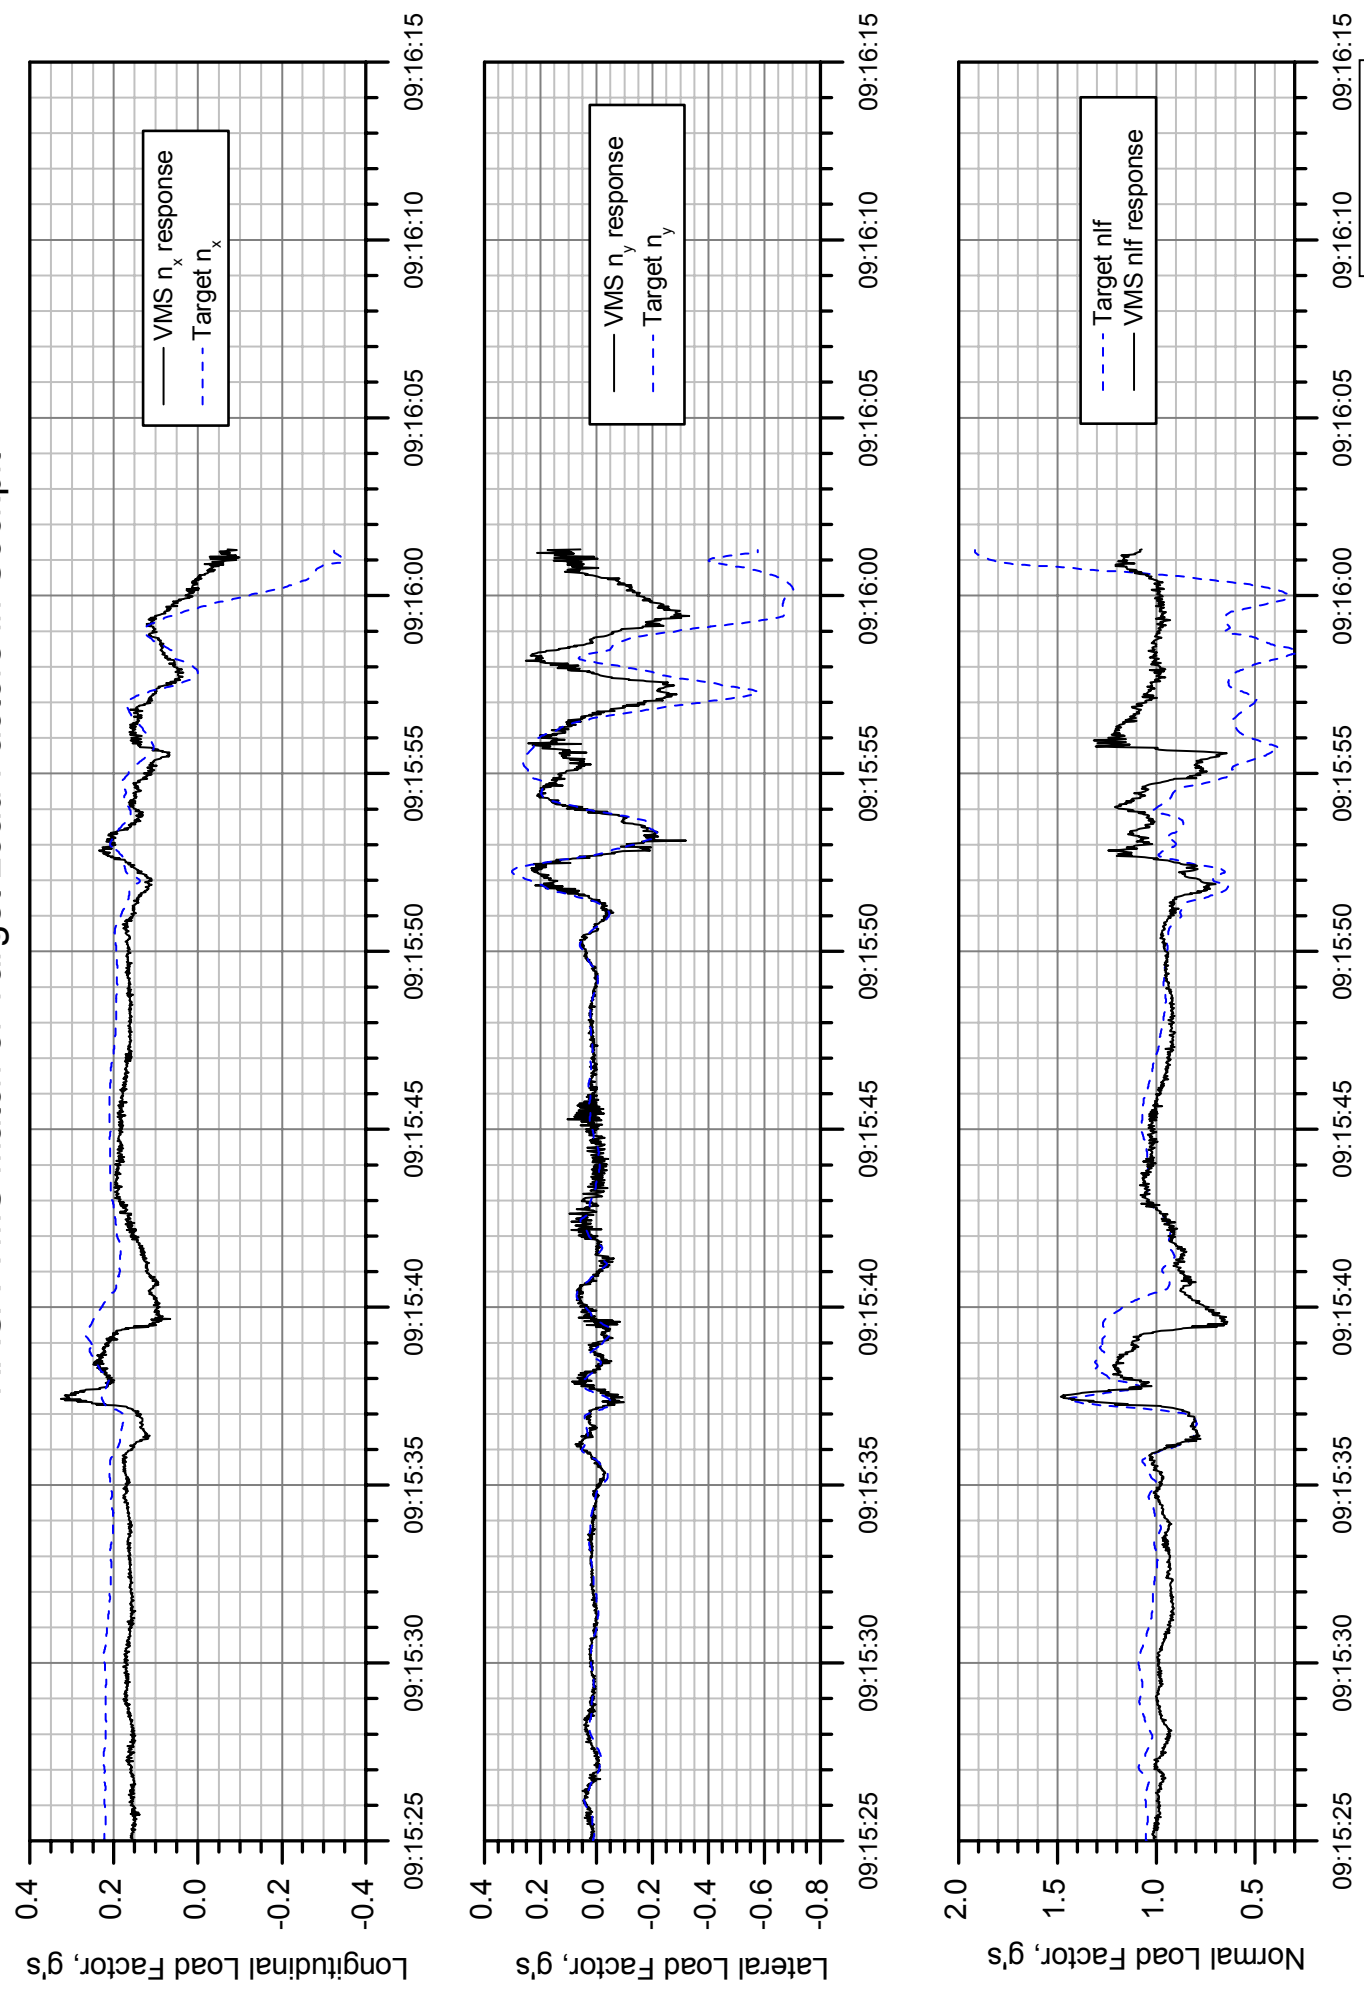 0.4
0.2
0.0
-0.2
-0.4
Longitudinal Load Factor, g's
VMS nx response
Target nx
09:15:25 09:15:30 09:15:35 09:15:40 09:15:45 09:15:50 09:15:55 09:16:00 09:16:05 09:16:10 09:16:15
0.4
0.2
0.0
-0.2
-0.4
-0.6
-0.8
Lateral Load Factor, g's
VMS ny response
Target ny
09:15:25 09:15:30 09:15:35 09:15:40 09:15:45 09:15:50 09:15:55 09:16:00 09:16:05 09:16:10 09:16:15
2.0
1.5
1.0
0.5
Normal Load Factor, g's
Target nlf
VMS nlf response
09:15:25 09:15:30 09:15:35 09:15:40 09:15:45 09:15:50 09:15:55 09:16:00 09:16:05 09:16:10 09:16:15